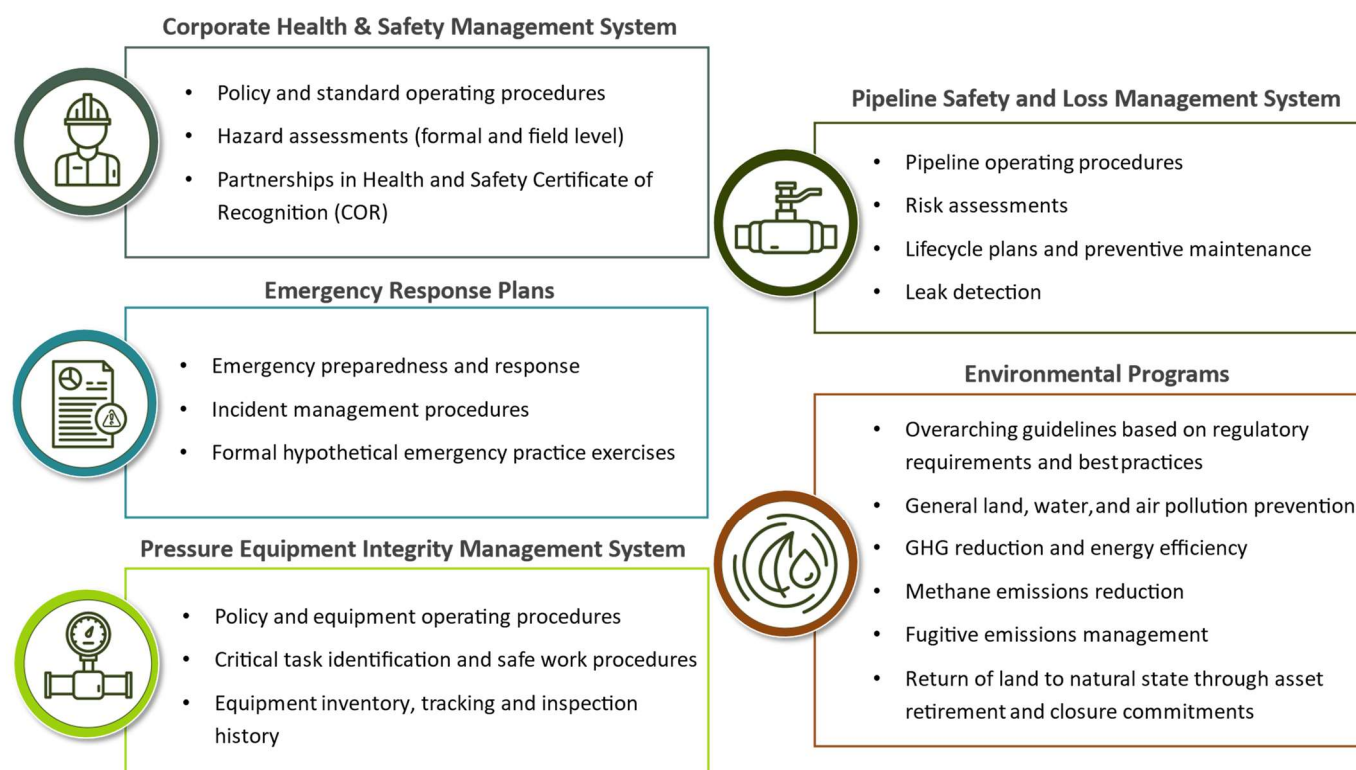 Corporate Health & Safety Management System
• Policy and standard operating procedures
• Hazard assessments (formal and field level)
• Partnerships in Health and Safety Certificate of
Recognition (COR)
Emergency Response Plans
• Emergency preparedness and response
• Incident management procedures
• Formal hypothetical emergency practice exercises
Pressure Equipment Integrity Management System
• Policy and equipment operating procedures
• Critical task identification and safe work procedures
• Equipment inventory, tracking and inspection
history
Pipeline Safety and Loss Management System
• Pipeline operating procedures
• Risk assessments
• Lifecycle plans and preventive maintenance
• Leak detection
Environmental Programs
• Overarching guidelines based on regulatory
requirements and best practices
• General land, water, and air pollution prevention
• GHG reduction and energy efficiency
• Methane emissions reduction
• Fugitive emissions management
• Return of land to natural state through asset
retirement and closure commitments